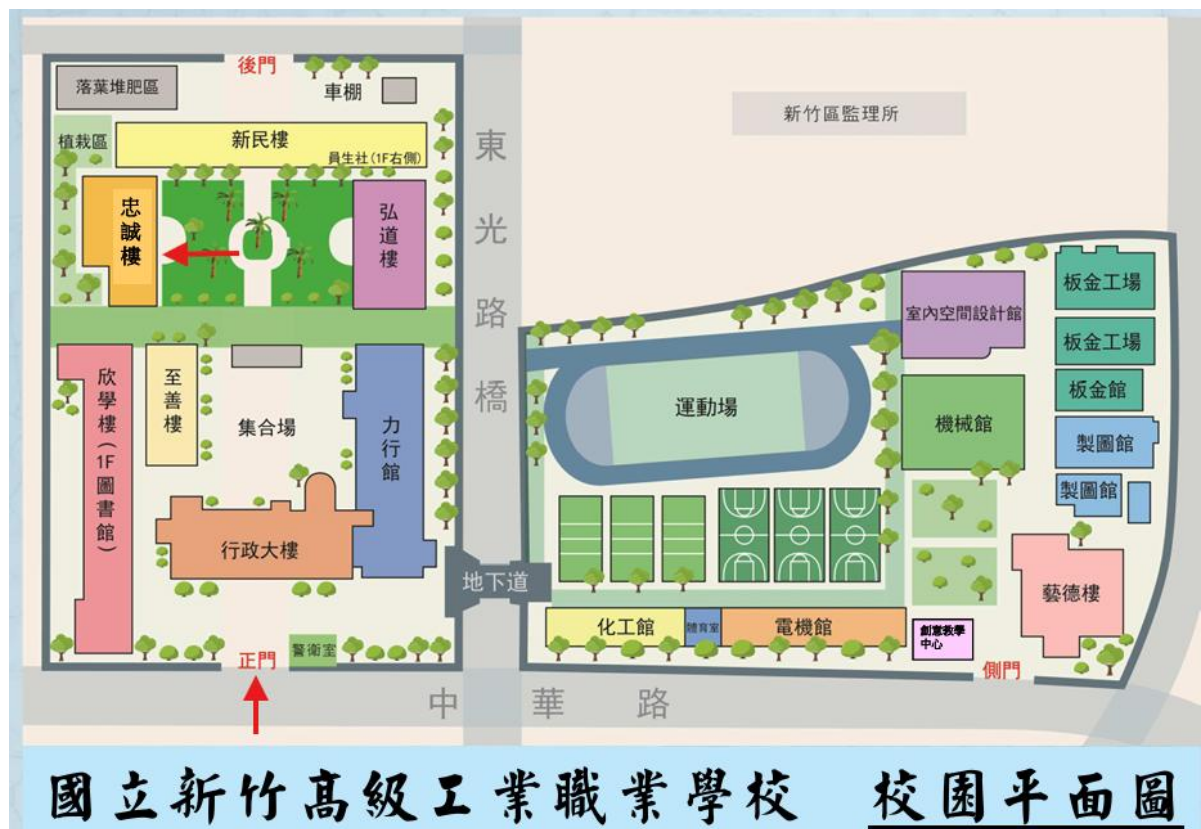 後門
落葉堆肥區
車棚
植栽區
新民樓
員生社(1F右側)
忠誠樓
弘道樓
東光路橋
新竹區監理所
欣學樓(1F圖書館)
至善樓
集合場
力行館
行政大樓
地下道
警衛室
正門
運動場
室內空間設計館
板金工場
板金工場
板金館
機械館
製圖館
製圖館
藝德樓
化工館
體育室
電機館
創意教學
中心
側門
中華路
國立新竹高級工業職業學校 校園平面圖